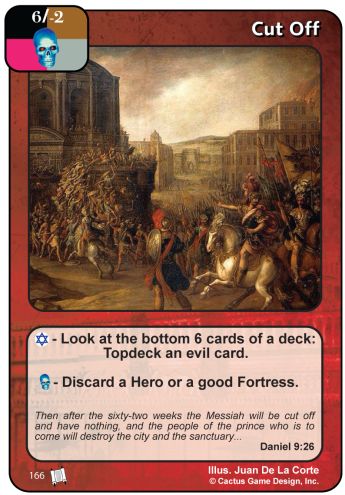 6/-2
Cut Off
- Look at the bottom 6 cards of a deck:
Topdeck an evil card.
- Discard a Hero or a good Fortress.
Then after the sixty-two weeks the Messiah will be cut off
and have nothing, and the people of the prince who is
to come will destroy the city and the sanctuary...
Daniel 9:26
Illus. Juan De La Corte
166
© Cactus Game Design, Inc.